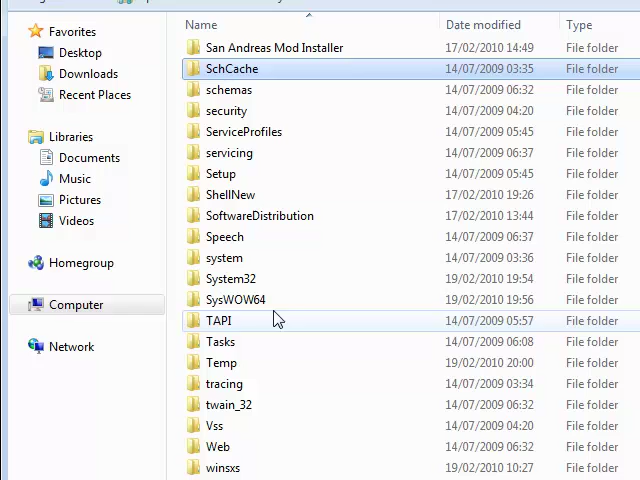 Name Date modified Type
Favorites
Desktop
Downloads
Recent Places
Libraries
Documents
Music
Pictures
Videos
Homegroup
Computer
Network
San Andreas Mod Installer 17/02/2010 14:49 File folder
SchCache 14/07/2009 03:35 File folder
schemas 14/07/2009 06:32 File folder
security 14/07/2009 04:20 File folder
ServiceProfiles 14/07/2009 05:45 File folder
servicing 14/07/2009 06:37 File folder
Setup 14/07/2009 05:45 File folder
ShellNew 17/02/2010 19:26 File folder
SoftwareDistribution 17/02/2010 13:44 File folder
Speech 14/07/2009 06:37 File folder
system 14/07/2009 03:36 File folder
System32 19/02/2010 19:54 File folder
SysWOW64 19/02/2010 19:56 File folder
TAPI 14/07/2009 05:57 File folder
Tasks 14/07/2009 06:08 File folder
Temp 19/02/2010 20:00 File folder
tracing 14/07/2009 03:34 File folder
twain_32 14/07/2009 06:32 File folder
Vss 14/07/2009 04:20 File folder
Web 14/07/2009 06:32 File folder
winsxs 19/02/2010 10:27 File folder